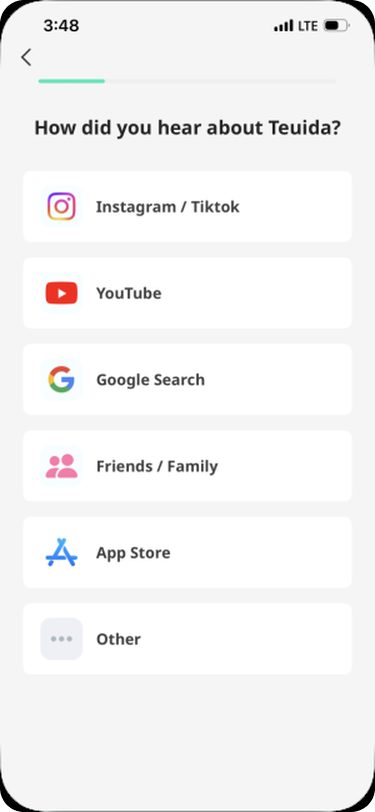 3:48
LTE
How did you hear about Teuida?
Instagram / Tiktok
YouTube
Google Search
Friends / Family
App Store
Other